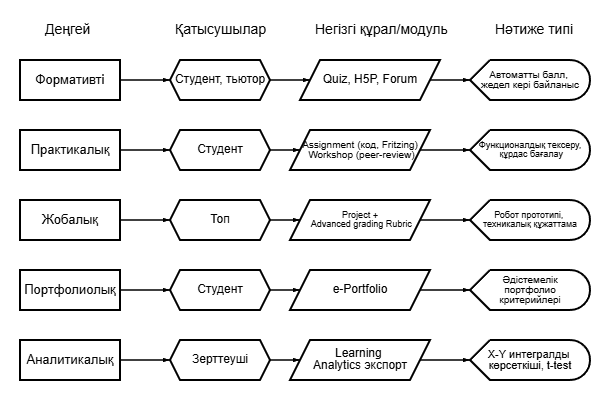 Деңгей Қатысушылар Негізгі құрал/модуль Нәтиже типі
Формативті
Студент, тьютор
Quiz, H5P, Forum
Автоматты балл,
жедел кері байланыс
Практикалық
Студент
Assignment (код, Fritzing)
Workshop (peer-review)
Функционалдық тексеру,
құрдас бағалау
Жобалық
Топ
Project +
Advanced grading Rubric
Робот прототипі,
техникалық құжаттама
Портфолиолық
Студент
e-Portfolio
Әдістемелік
портфолио
критерийлері
Аналитикалық
Зерттеуші
Learning
Analytics экспорт
X-Y интегралды
көрсеткіші, t-test